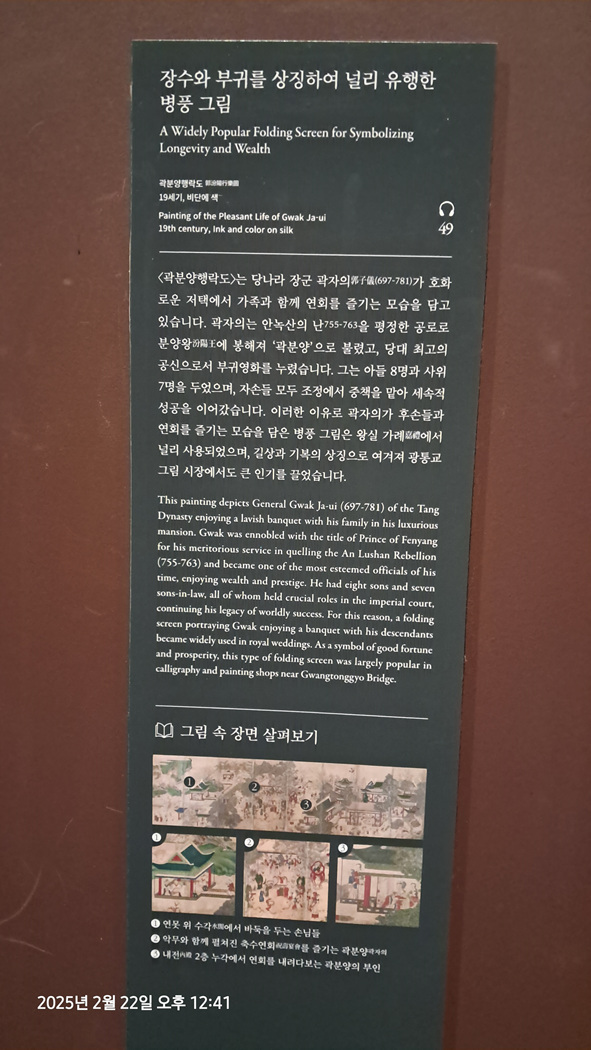 장수와 부귀를 상징하여 널리 유행한
병풍 그림
A Widely Popular Folding Screen for Symbolizing
Longevity and Wealth
곽분양행락도 郭汾陽行樂圖
19세기, 비단에 색
Painting of the Pleasant Life of Gwak Ja-ui
19th century, Ink and color on silk
49
〈곽분양행락도〉는 당나라 장군 곽자의郭子儀(697-781)가 호화
로운 저택에서 가족과 함께 연회를 즐기는 모습을 담고
있습니다. 곽자의는 안녹산의 난755-763을 평정한 공로로
분양왕汾陽王에 봉해져 ‘곽분양’으로 불렸고, 당대 최고의
공신으로서 부귀영화를 누렸습니다. 그는 아들 8명과 사위
7명을 두었으며, 자손들 모두 조정에서 중책을 맡아 세속적
성공을 이어갔습니다. 이러한 이유로 곽자의가 후손들과
연회를 즐기는 모습을 담은 병풍 그림은 왕실 가례嘉禮에서
널리 사용되었으며, 길상과 기복의 상징으로 여겨져 광통교
그림 시장에서도 큰 인기를 끌었습니다.
This painting depicts General Gwak Ja-ui (697-781) of the Tang
Dynasty enjoying a lavish banquet with his family in his luxurious
mansion. Gwak was ennobled with the title of Prince of Fenyang
for his meritorious service in quelling the An Lushan Rebellion
(755-763) and became one of the most esteemed officials of his
time, enjoying wealth and prestige. He had eight sons and seven
sons-in-law, all of whom held crucial roles in the imperial court,
continuing his legacy of worldly success. For this reason, a folding
screen portraying Gwak enjoying a banquet with his descendants
became widely used in royal weddings. As a symbol of good fortune
and prosperity, this type of folding screen was largely popular in
calligraphy and painting shops near Gwangtonggyo Bridge.
그림 속 장면 살펴보기
1 2 3
1 2 3
1 연못 위 수각水閣에서 바둑을 두는 손님들
2 악무와 함께 펼쳐진 축수연회祝壽宴會를 즐기는 곽분양곽자의
3 내전內殿 2층 누각에서 연회를 내려다보는 곽분양의 부인
2025년 2월 22일 오후 12:41